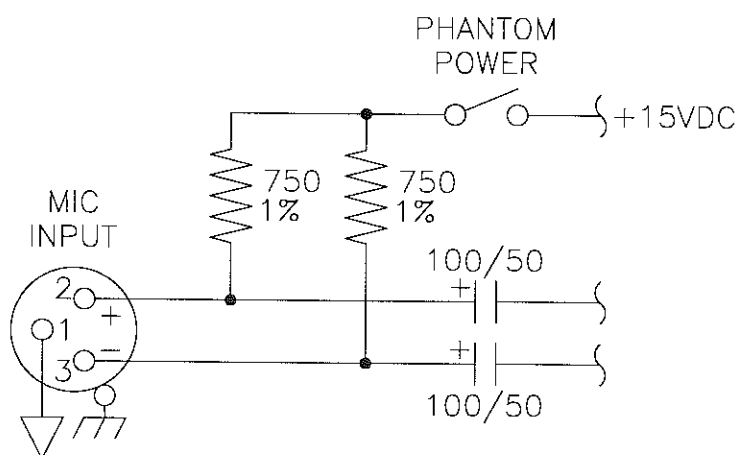 PHANTOM
POWER
+15VDC
750
1%
750
1%
MIC
INPUT
100/50
+
2
+
1
3
−
+
100/50